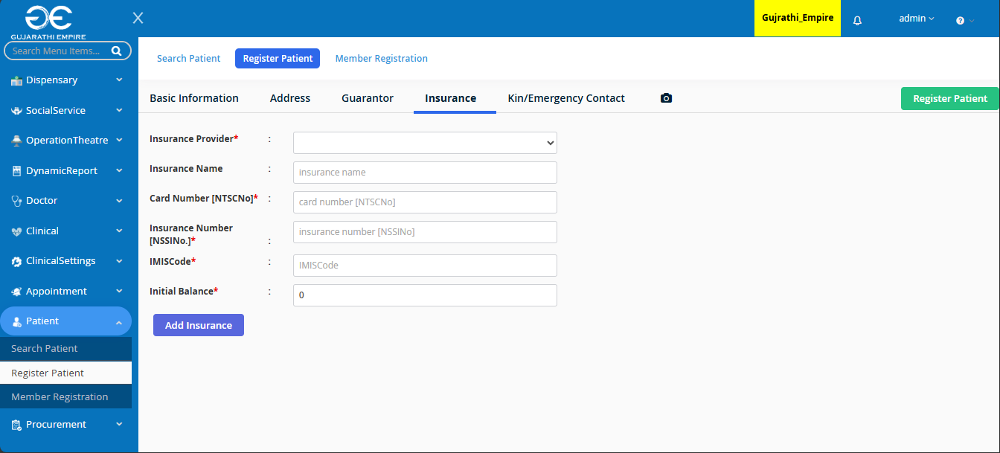 GUJARATHI EMPIRE
Gujrathi_Empire
admin
Search Menu Items...
Dispensary
SocialService
OperationTheatre
DynamicReport
Doctor
Clinical
ClinicalSettings
Appointment
Patient
Search Patient
Register Patient
Member Registration
Procurement
Search Patient Register Patient Member Registration
Basic Information Address Guarantor Insurance Kin/Emergency Contact Register Patient
Insurance Provider* :
Insurance Name : insurance name
Card Number [NTSCNo]* : card number [NTSCNo]
Insurance Number
[NSSINo.]* : insurance number [NSSINo]
IMISCode* : IMISCode
Initial Balance* : 0
Add Insurance